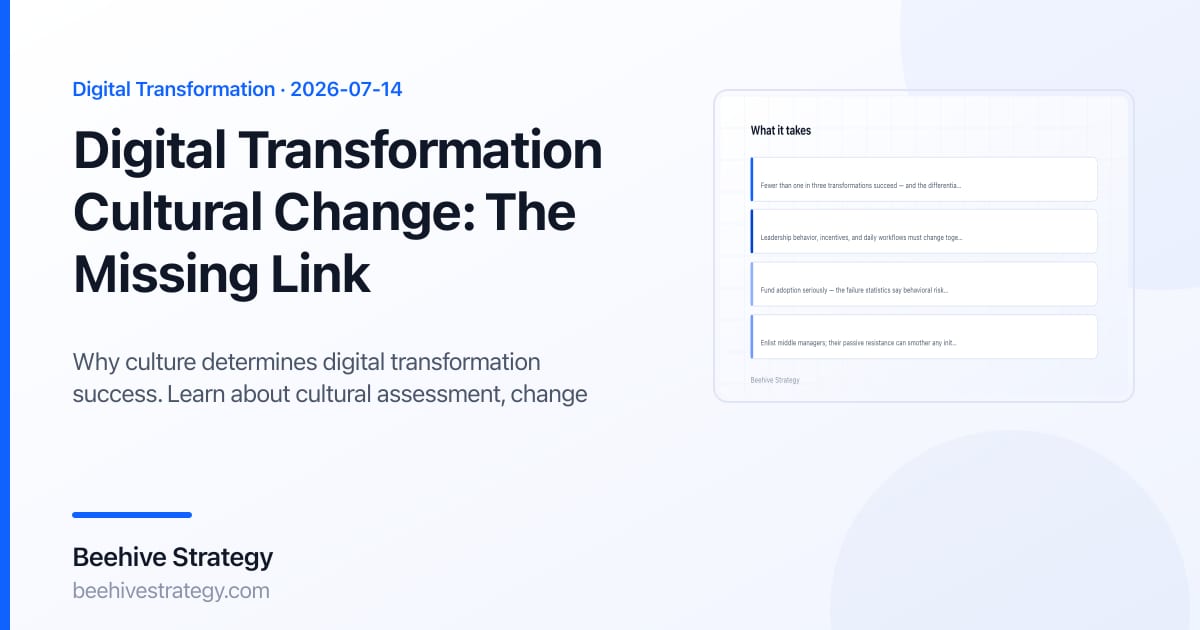 Digital Transformation · 2026-07-14
Digital Transformation
Cultural Change: The
Missing Link
Why culture determines digital transformation
success. Learn about cultural assessment, change
Beehive Strategy
beehivestrategy.com
What it takes
Fewer than one in three transformations succeed — and the differentia...
Leadership behavior, incentives, and daily workflows must change toge...
Fund adoption seriously — the failure statistics say behavioral risk...
Enlist middle managers; their passive resistance can smother any init...
Beehive Strategy